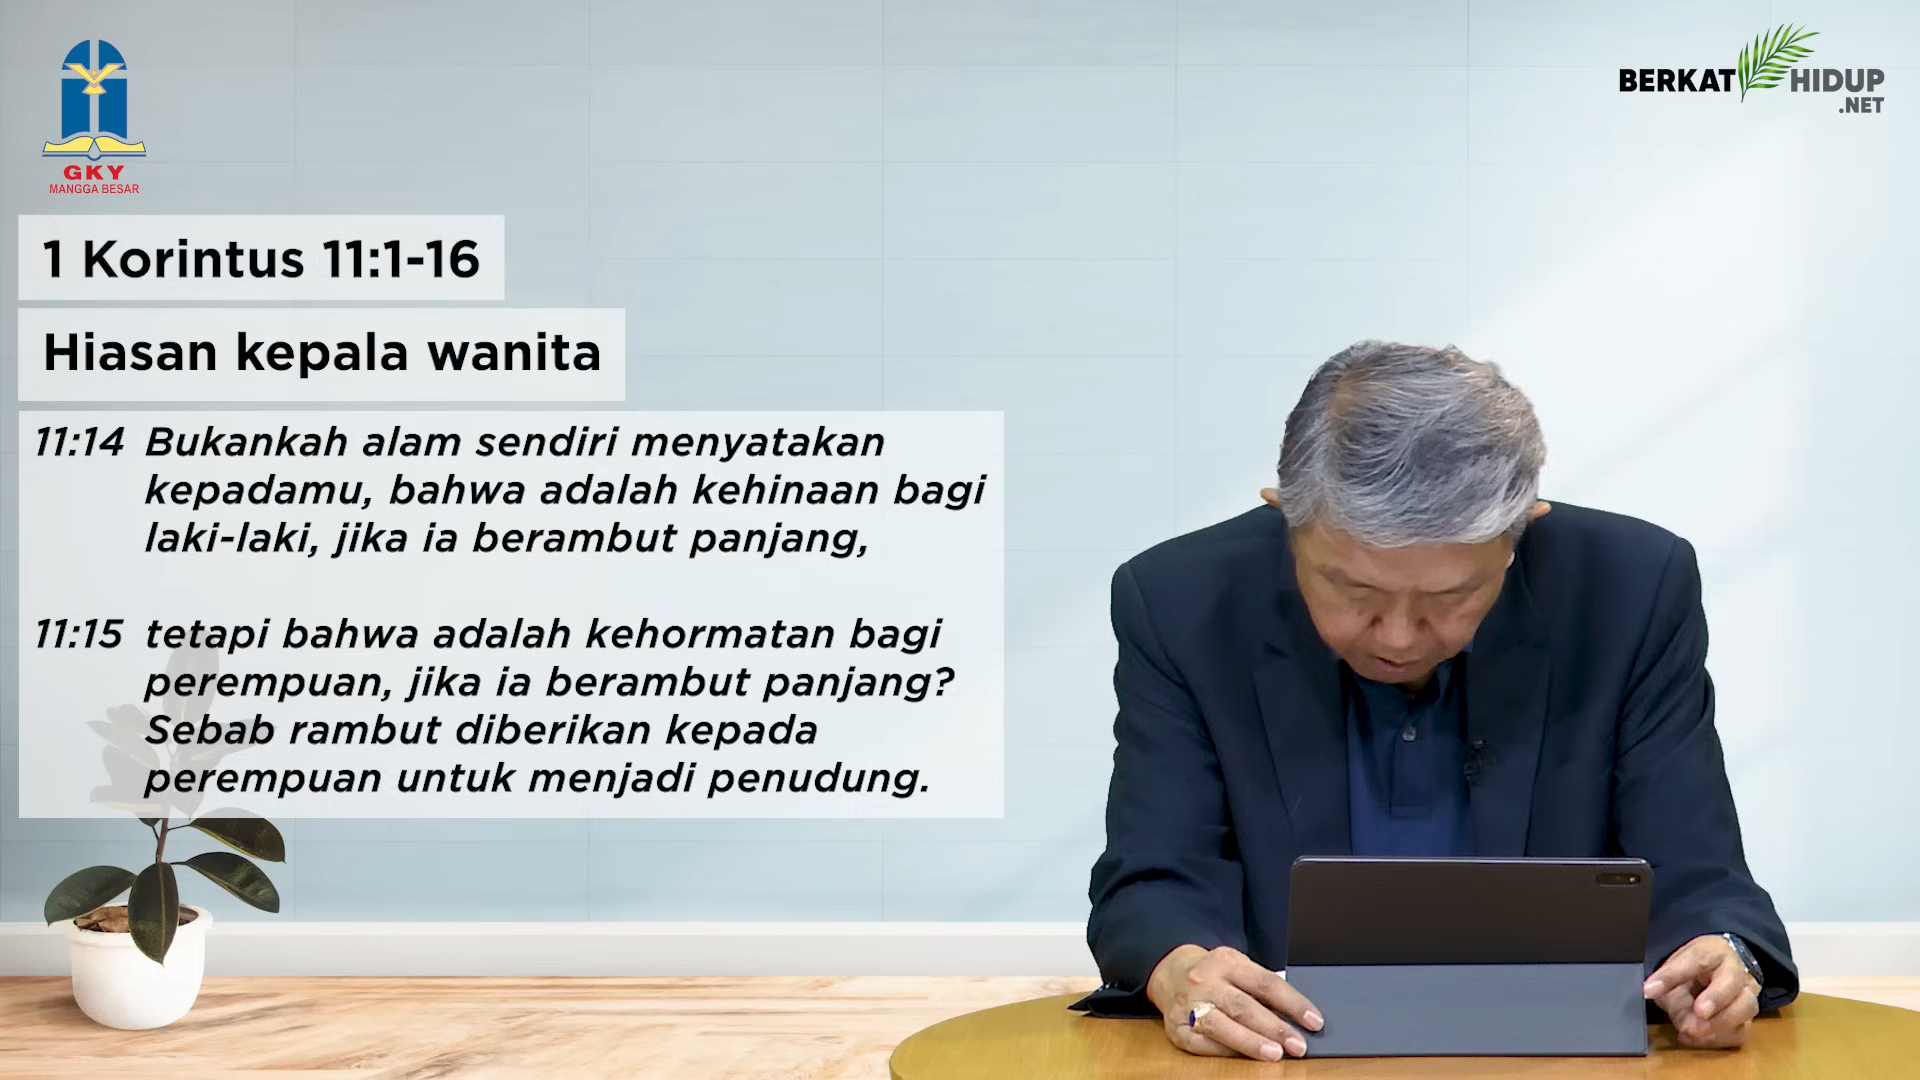 GKY
MANGGA BESAR
BERKAT HIDUP
.NET
1 Korintus 11:1-16
Hiasan kepala wanita
11:14 Bukankah alam sendiri menyatakan
kepadamu, bahwa adalah kehinaan bagi
laki-laki, jika ia berambut panjang,
11:15 tetapi bahwa adalah kehormatan bagi
perempuan, jika ia berambut panjang?
Sebab rambut diberikan kepada
perempuan untuk menjadi penudung.